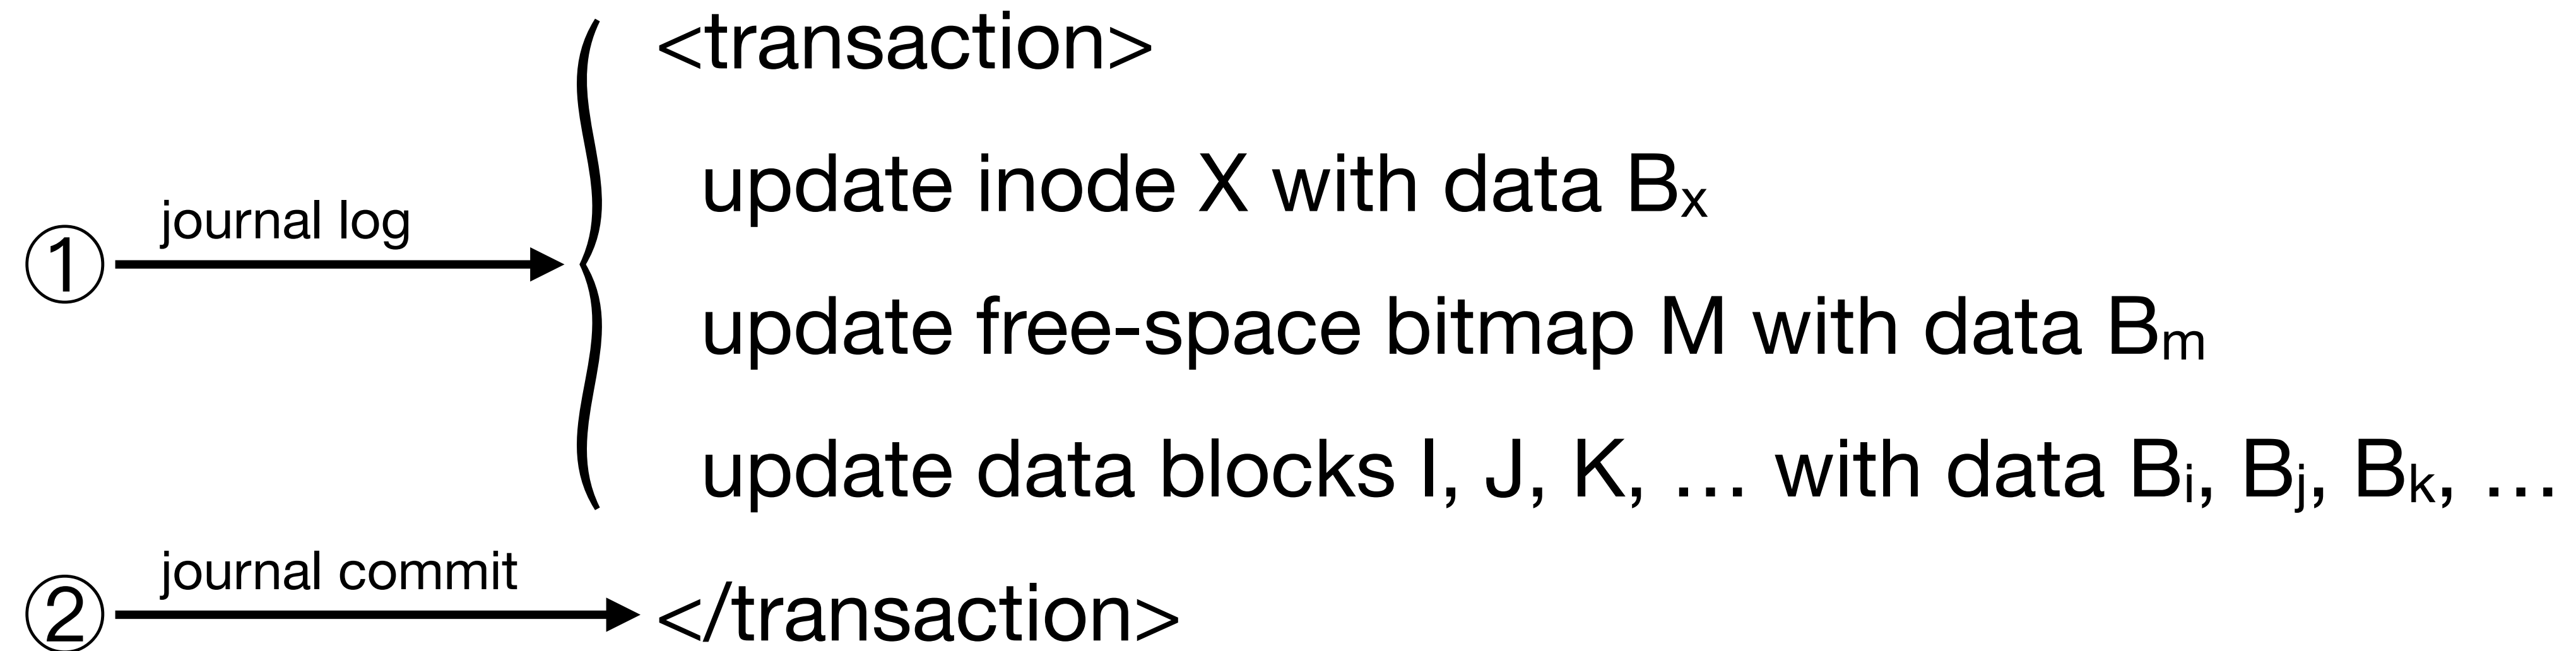 <transaction>
update inode X with data Bx
journal log
①
update free-space bitmap M with data Bm
update data blocks I, J, K, … with data Bi, Bj, Bk, …
journal commit
② </transaction>